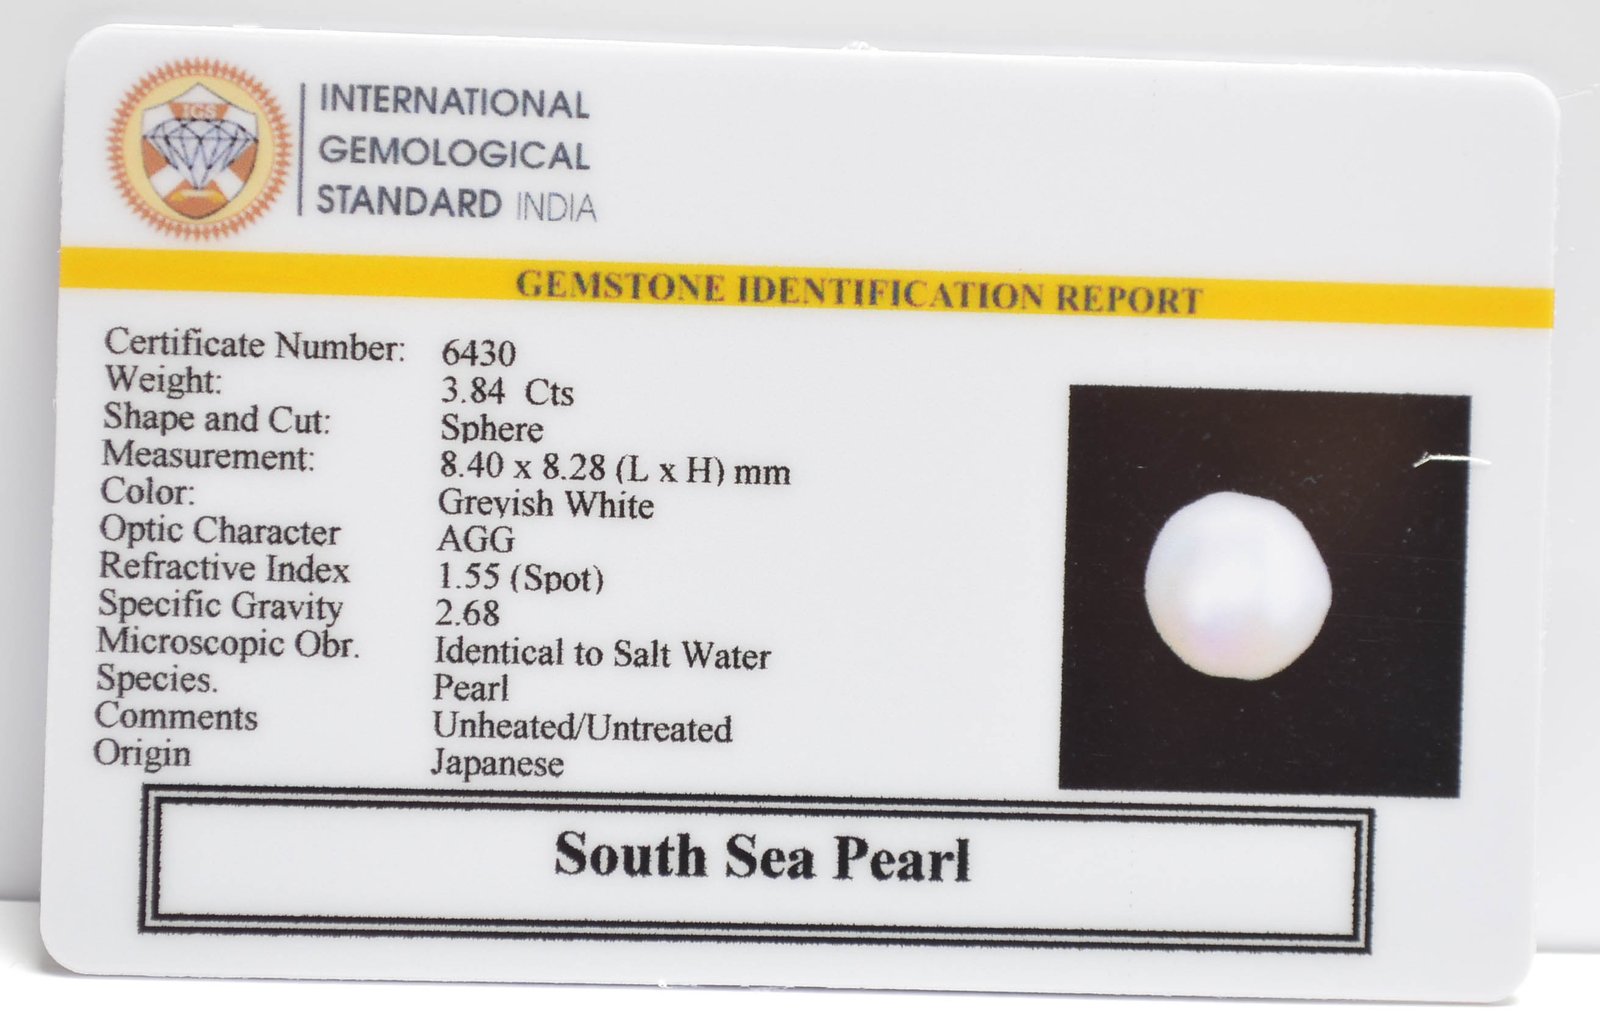 IGS
INTERNATIONAL
GEMOLOGICAL
STANDARD INDIA
GEMSTONE IDENTIFICATION REPORT
Certificate Number: 6430
Weight: 3.84 Cts
Shape and Cut: Sphere
Measurement: 8.40 x 8.28 (L x H) mm
Color: Greyish White
Optic Character AGG
Refractive Index 1.55 (Spot)
Specific Gravity 2.68
Microscopic Obr. Identical to Salt Water
Species. Pearl
Comments Unheated/Untreated
Origin Japanese
South Sea Pearl